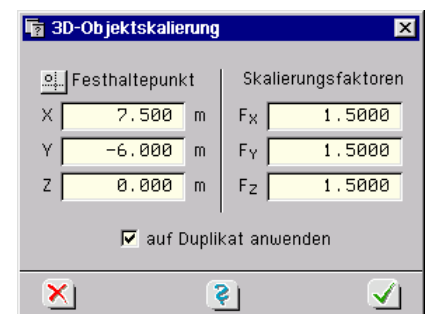 3D-Objektskalierung
Festhaltepunkt Skalierungsfaktoren
X 7.500 m FX 1.5000
Y -6.000 m FY 1.5000
Z 0.000 m FZ 1.5000
auf Duplikat anwenden